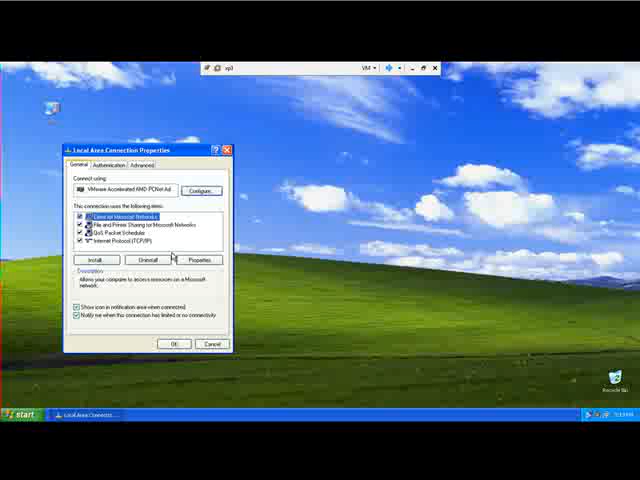 xp3
VM
Local Area Connection Properties
General Authentication Advanced
Connect using:
VMware Accelerated AMD PCNet Ad
Configure...
This connection uses the following items:
Client for Microsoft Networks
File and Printer Sharing for Microsoft Networks
QoS Packet Scheduler
Internet Protocol (TCP/IP)
Install... Uninstall Properties
Description
Allows your computer to access resources on a Microsoft
network.
Show icon in notification area when connected
Notify me when this connection has limited or no connectivity
OK Cancel
Recycle Bin
start Local Area Connectio...